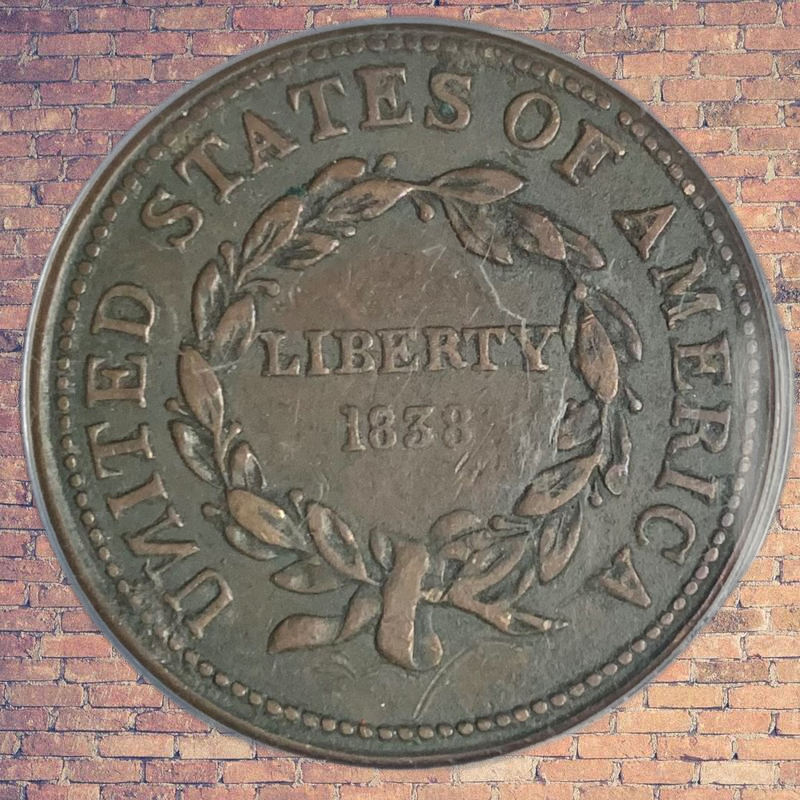 UNITED STATES OF AMERICA
LIBERTY
1838